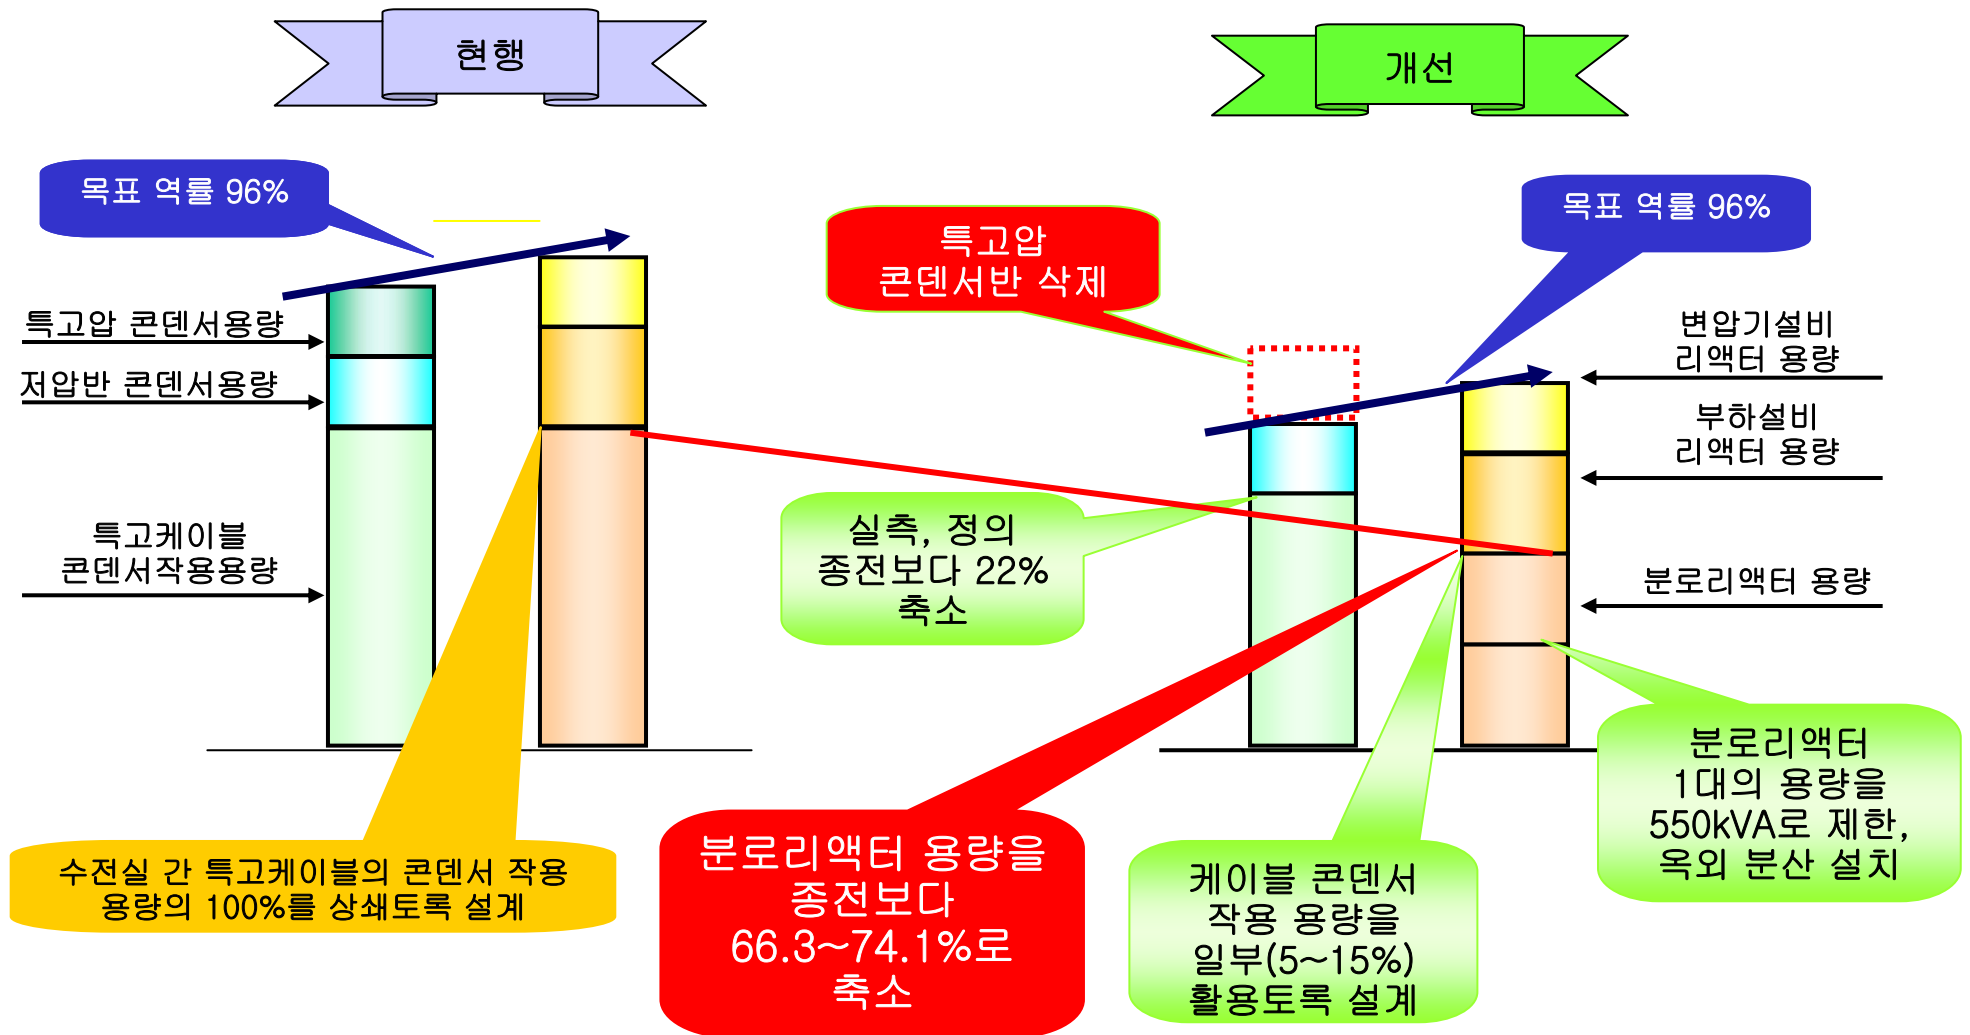 현행
개선
목표 역률 96%
특고압
콘덴서반 삭제
목표 역률 96%
특고압 콘덴서용량
저압반 콘덴서용량
특고케이블
콘덴서작용용량
변압기설비
리액터 용량
부하설비
리액터 용량
분로리액터 용량
실측, 정의
종전보다 22%
축소
수전실 간 특고케이블의 콘덴서 작용
용량의 100%를 상쇄토록 설계
분로리액터 용량을
종전보다
66.3~74.1%로
축소
케이블 콘덴서
작용 용량을
일부(5~15%)
활용토록 설계
분로리액터
1대의 용량을
550kVA로 제한,
옥외 분산 설치